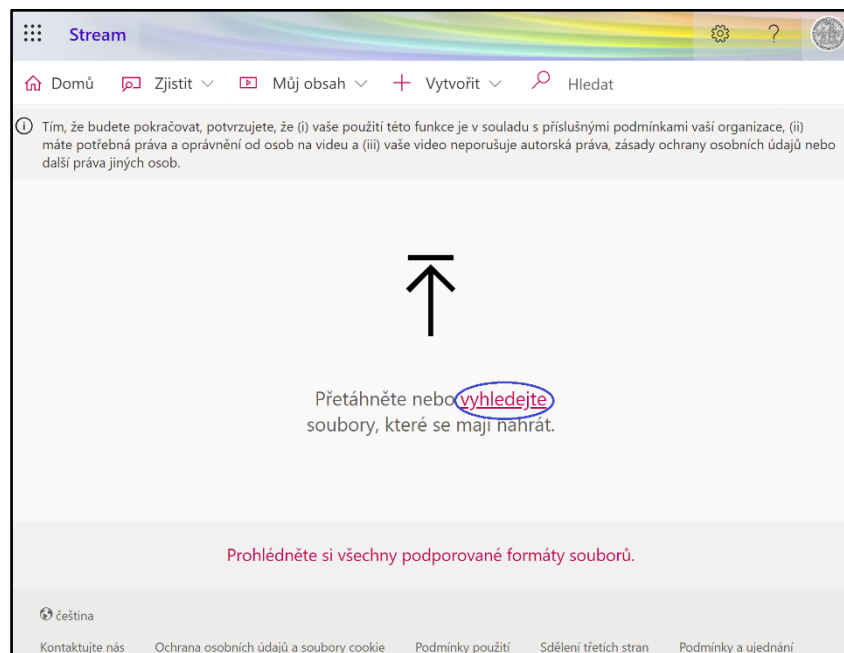 Stream
?
Domů Zjistit Můj obsah Vytvořit Hledat
Tím, že budete pokračovat, potvrzujete, že (i) vaše použití této funkce je v souladu s příslušnými podmínkami vaší organizace, (ii)
máte potřebná práva a oprávnění od osob na videu a (iii) vaše video neporušuje autorská práva, zásady ochrany osobních údajů nebo
další práva jiných osob.
Přetáhněte nebo vyhledejte
soubory, které se mají nahrát.
Prohlédněte si všechny podporované formáty souborů.
čeština
Kontaktujte nás Ochrana osobních údajů a soubory cookie Podmínky použití Sdělení třetích stran Podmínky a ujednání